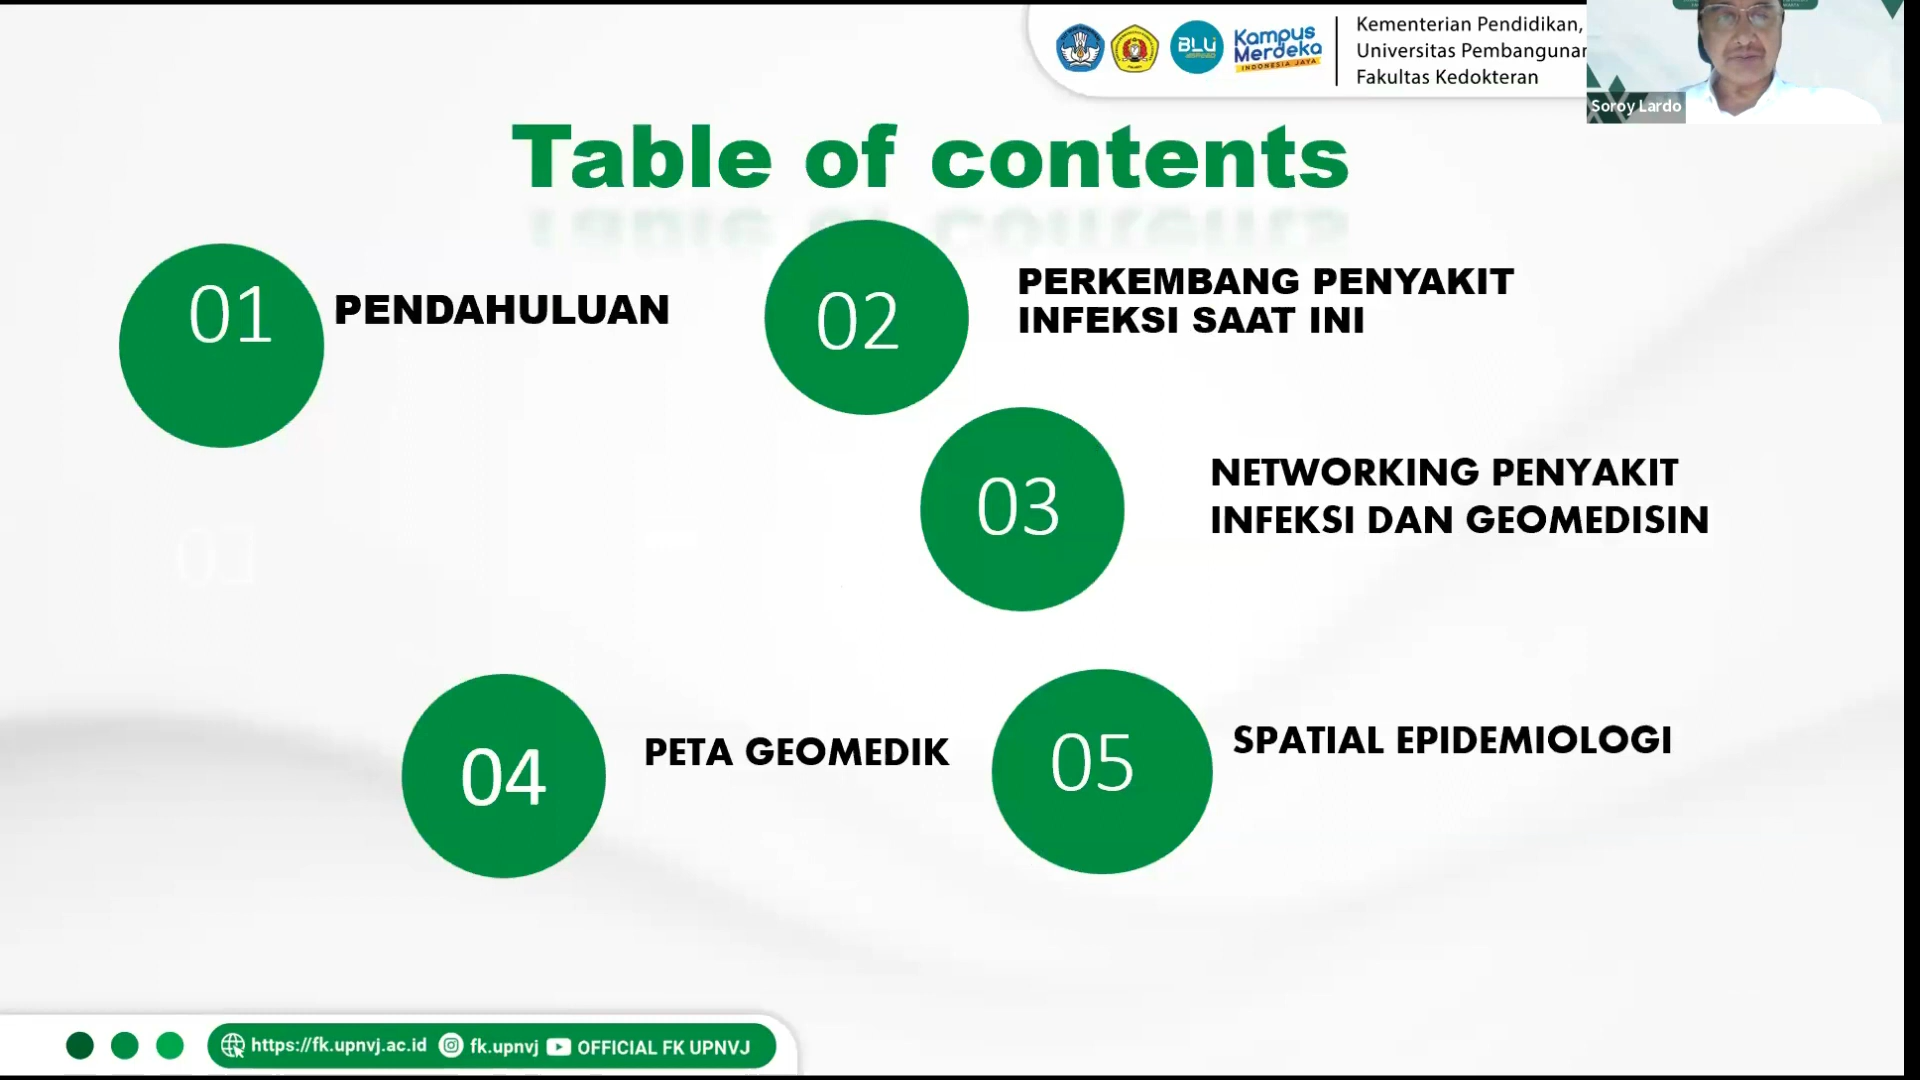 BLU
Kampus
Merdeka
INDONESIA JAYA
Kementerian Pendidikan,
Universitas Pembangunan
Fakultas Kedokteran
Soroy Lardo
Table of contents
01
PENDAHULUAN
02
PERKEMBANG PENYAKIT
INFEKSI SAAT INI
03
NETWORKING PENYAKIT
INFEKSI DAN GEOMEDISIN
03
04
PETA GEOMEDIK
05
SPATIAL EPIDEMIOLOGI
https://fk.upnvj.ac.id fk.upnvj OFFICIAL FK UPNVJ